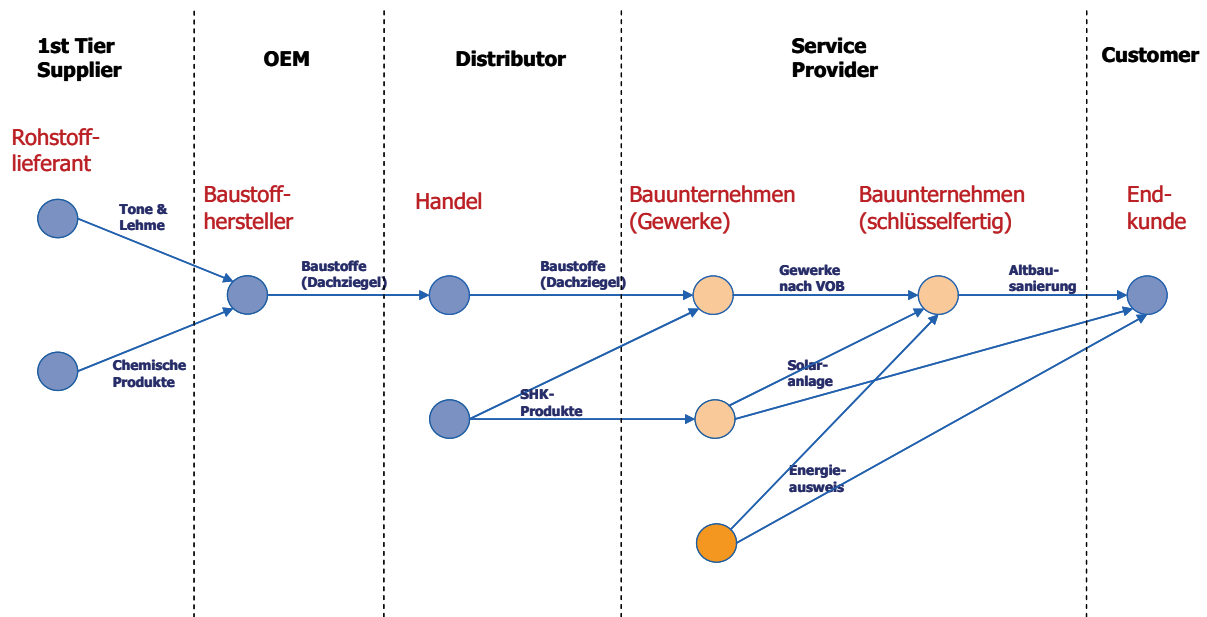 1st Tier
Supplier
OEM
Distributor
Service
Provider
Customer
Rohstoff-
lieferant
Baustoff-
hersteller
Handel
Bauunternehmen
(Gewerke)
Bauunternehmen
(schlüsselfertig)
End-
kunde
Tone &
Lehme
Baustoffe
(Dachziegel)
Baustoffe
(Dachziegel)
Gewerke
nach VOB
Altbau-
sanierung
Chemische
Produkte
SHK-
Produkte
Solar-
anlage
Energie-
ausweis